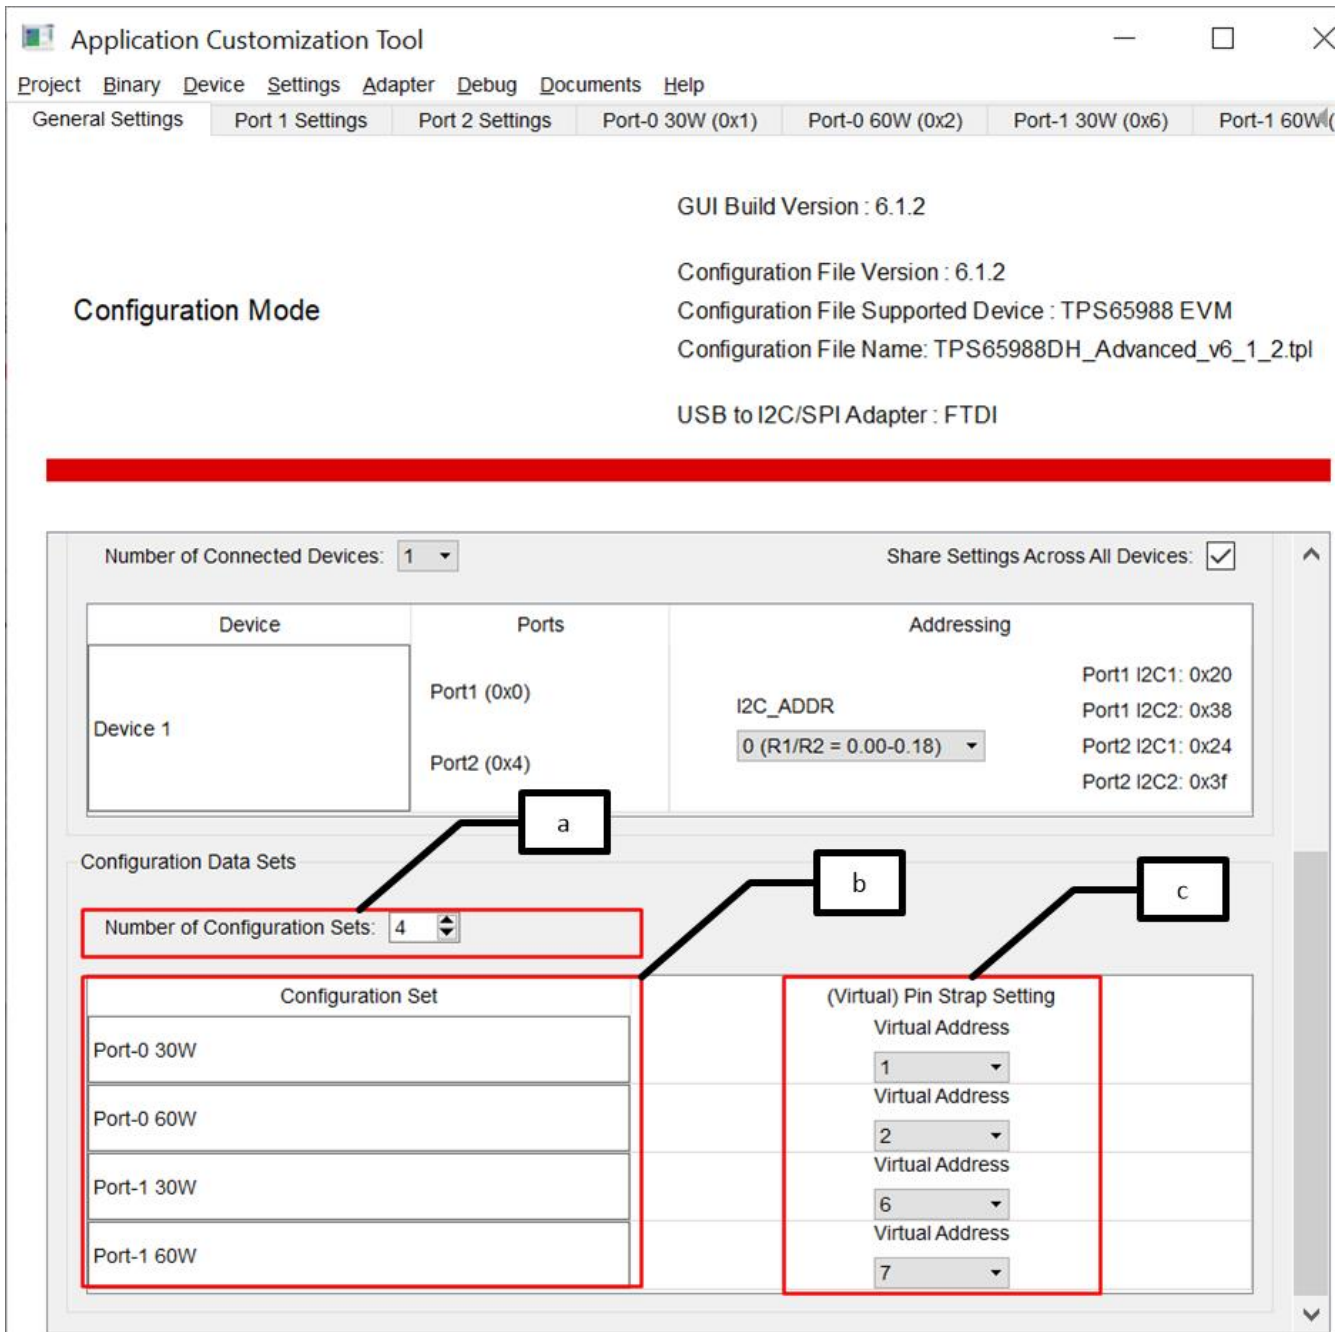 Application Customization Tool
Project Binary Device Settings Adapter Debug Documents Help
General Settings Port 1 Settings Port 2 Settings Port-0 30W (0x1) Port-0 60W (0x2) Port-1 30W (0x6) Port-1 60W (
GUI Build Version : 6.1.2
Configuration File Version : 6.1.2
Configuration Mode
Configuration File Supported Device : TPS65988 EVM
Configuration File Name: TPS65988DH_Advanced_v6_1_2.tpl
USB to I2C/SPI Adapter : FTDI
Number of Connected Devices: 1
Share Settings Across All Devices:
Device Ports Addressing
Device 1
Port1 (0x0)
Port2 (0x4)
I2C_ADDR
0 (R1/R2 = 0.00-0.18)
Port1 I2C1: 0x20
Port1 I2C2: 0x38
Port2 I2C1: 0x24
Port2 I2C2: 0x3f
a
Configuration Data Sets
b
c
Number of Configuration Sets: 4
Configuration Set (Virtual) Pin Strap Setting
Virtual Address
Port-0 30W 1
Virtual Address
Port-0 60W 2
Virtual Address
Port-1 30W 6
Virtual Address
Port-1 60W 7